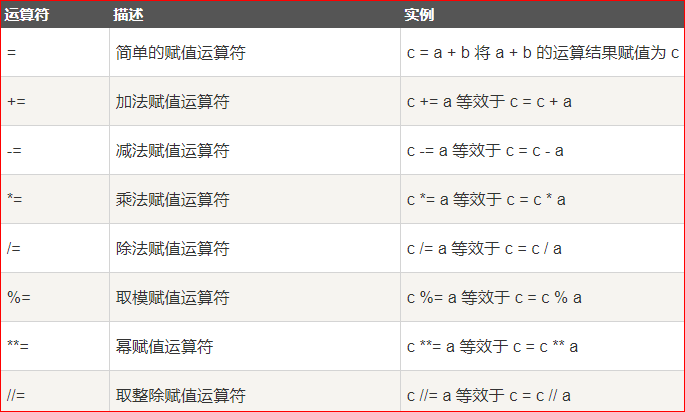 运算符 描述 实例
= 简单的赋值运算符 c = a + b 将 a + b 的运算结果赋值为 c
+= 加法赋值运算符 c += a 等效于 c = c + a
-= 减法赋值运算符 c -= a 等效于 c = c - a
*= 乘法赋值运算符 c *= a 等效于 c = c * a
/= 除法赋值运算符 c /= a 等效于 c = c / a
%= 取模赋值运算符 c %= a 等效于 c = c % a
**= 幂赋值运算符 c **= a 等效于 c = c ** a
//= 取整除赋值运算符 c //= a 等效于 c = c // a